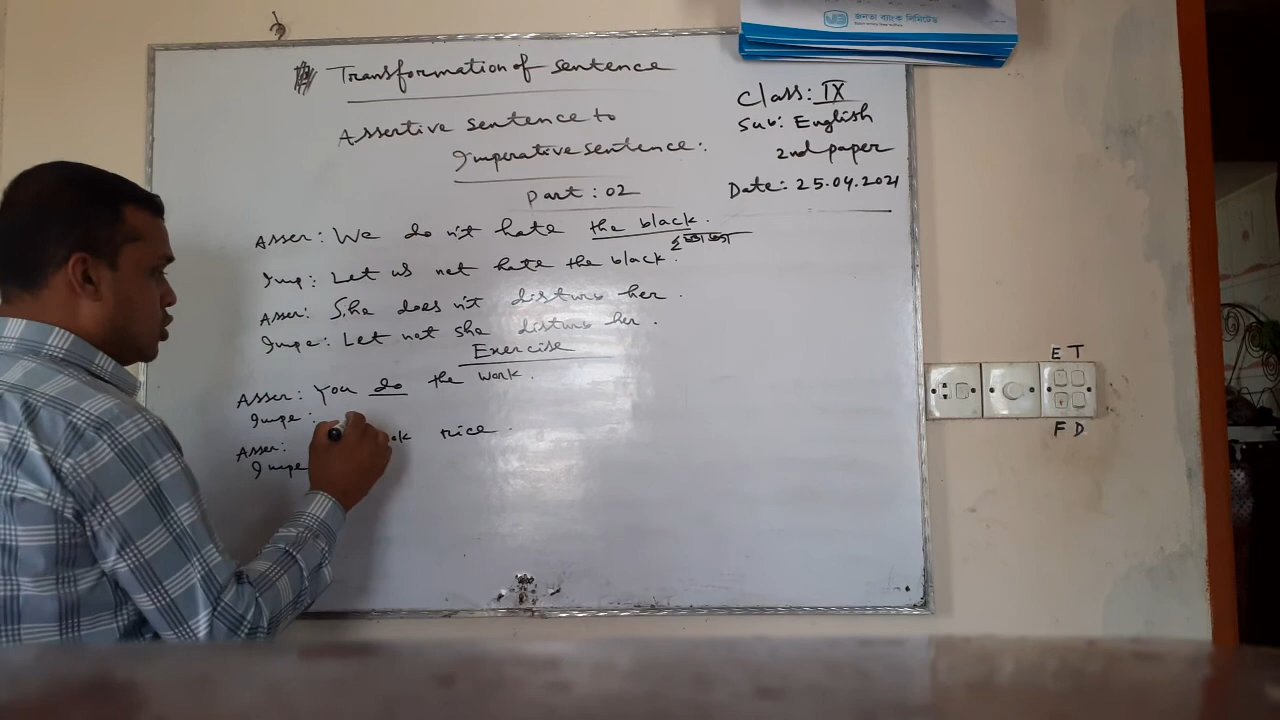 জনতা ব্যাংক লিমিটেড
Transformation of sentence
Assertive sentence to
Imperative sentence:
Part: 02
Class: IX
Sub: English
2nd paper
Date: 25.04.2021
Asser: We do n't hate the black.
Imp: Let us not hate the black.
Asser: She does n't disturb her.
Impe: Let not she disturb her.
Exercise
Asser: You do the work.
Impe:
Asser: rice.
Impe
E T
F D